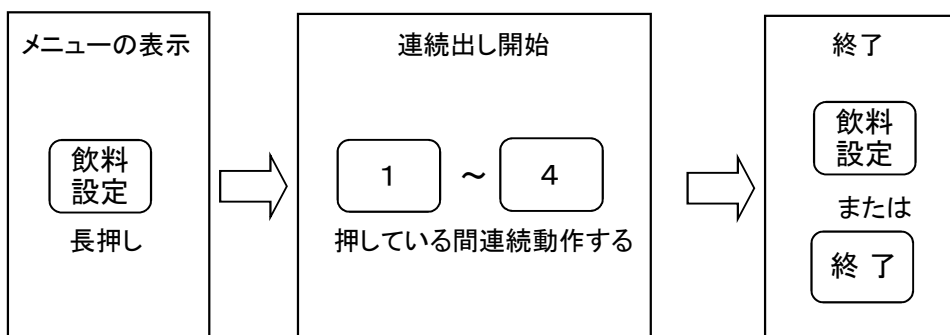 メニューの表示
飲料
設定
長押し
連続出し開始
1 ～ 4
押している間連続動作する
終了
飲料
設定
または
終 了